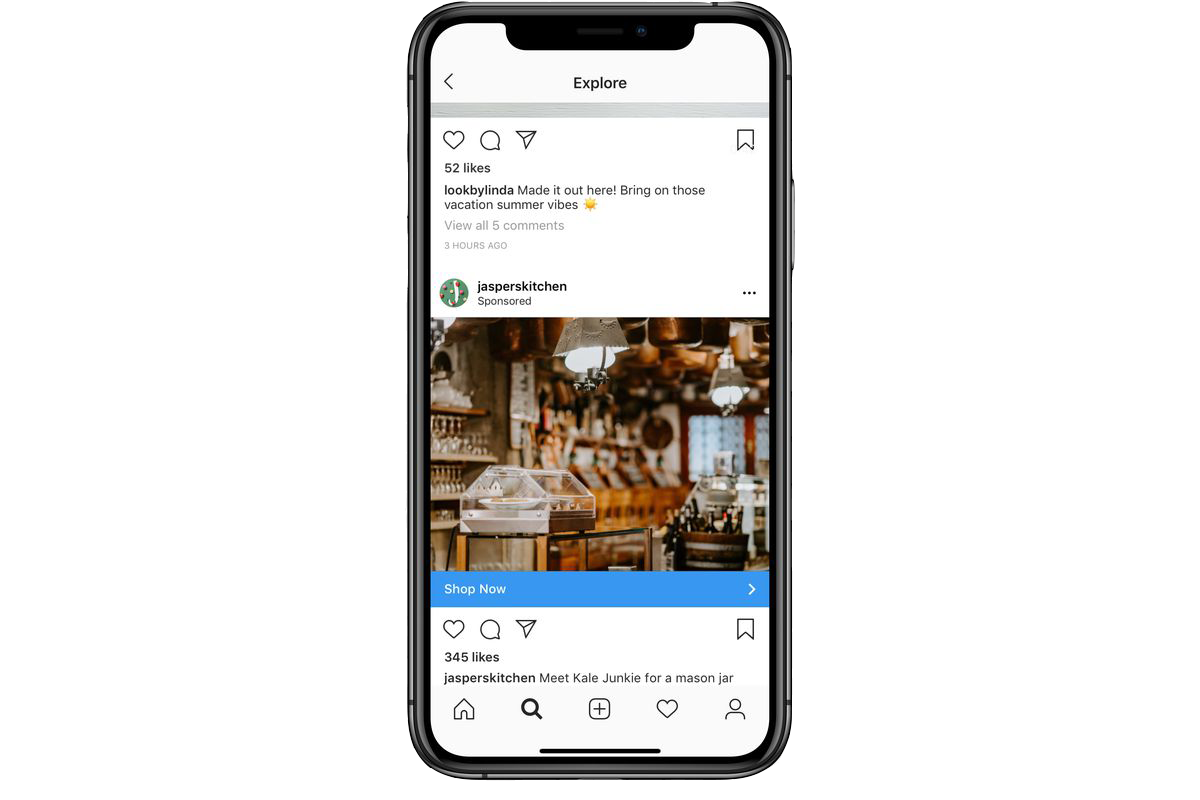 Explore
52 likes
lookbylinda Made it out here! Bring on those
vacation summer vibes ☀️
View all 5 comments
3 HOURS AGO
jasperskitchen
Sponsored
Shop Now
345 likes
jasperskitchen Meet Kale Junkie for a mason jar